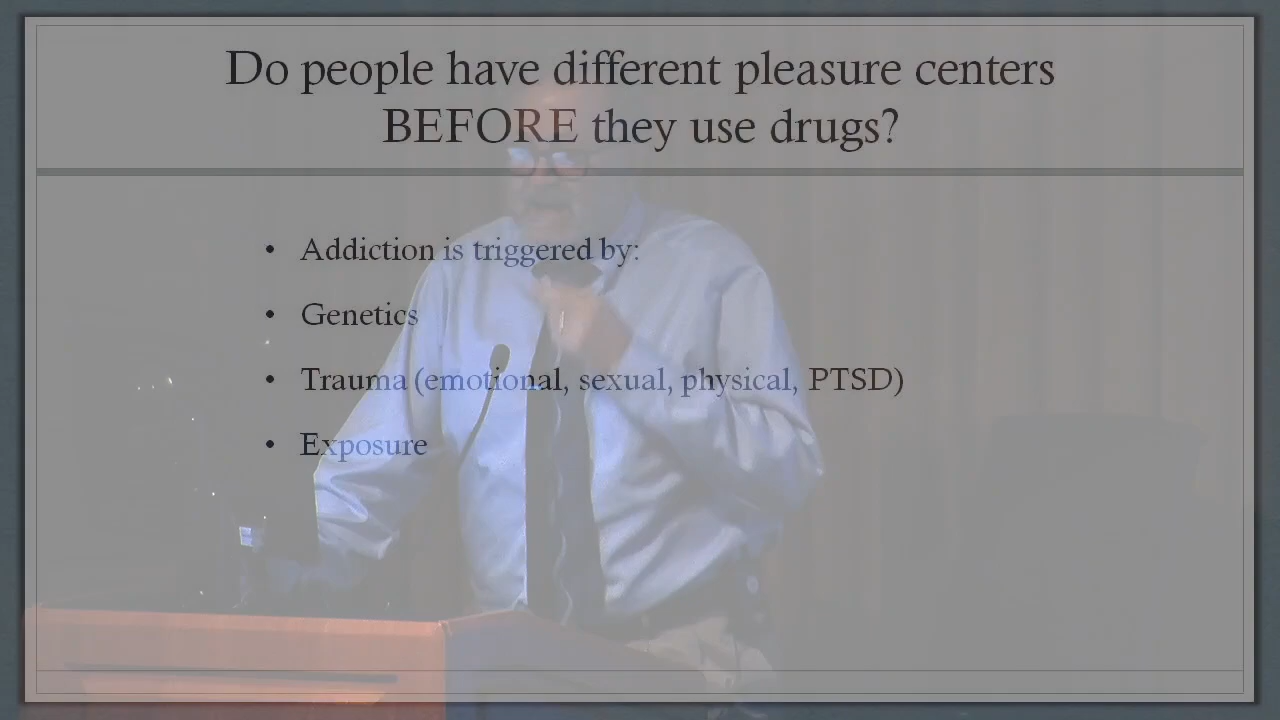 Do people have different pleasure centers
BEFORE they use drugs?
• Addiction is triggered by:
• Genetics
• Trauma (emotional, sexual, physical, PTSD)
• Exposure